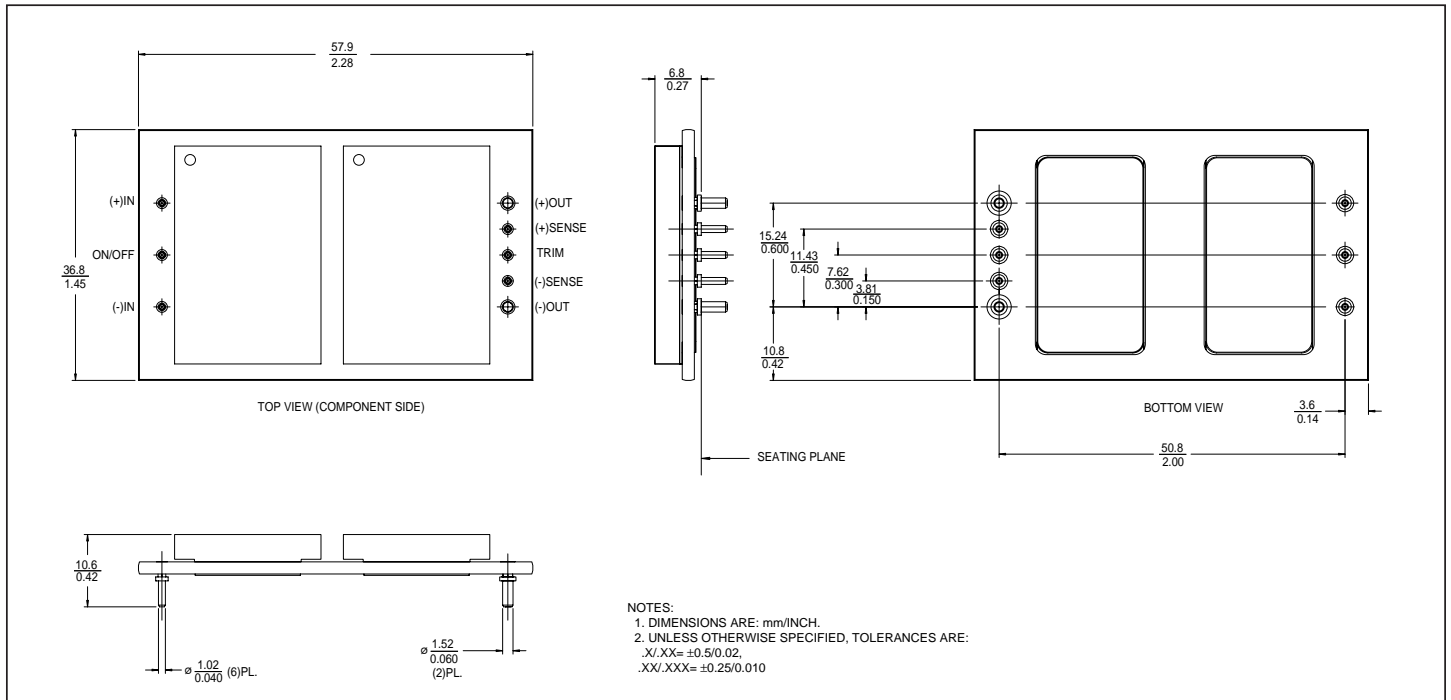 57.9
2.28
6.8
0.27
36.8
1.45
(+)IN
ON/OFF
(-)IN
(+)OUT
(+)SENSE
TRIM
(-)SENSE
(-)OUT
TOP VIEW (COMPONENT SIDE)
SEATING PLANE
15.24
0.600
11.43
0.450
7.62
0.300
3.81
0.150
10.8
0.42
BOTTOM VIEW
3.6
0.14
50.8
2.00
10.6
0.42
ø 1.02
0.040 (6)PL.
ø 1.52
0.060
(2)PL.
NOTES:
1. DIMENSIONS ARE: mm/INCH.
2. UNLESS OTHERWISE SPECIFIED, TOLERANCES ARE:
.X/.XX= ±0.5/0.02,
.XX/.XXX= ±0.25/0.010